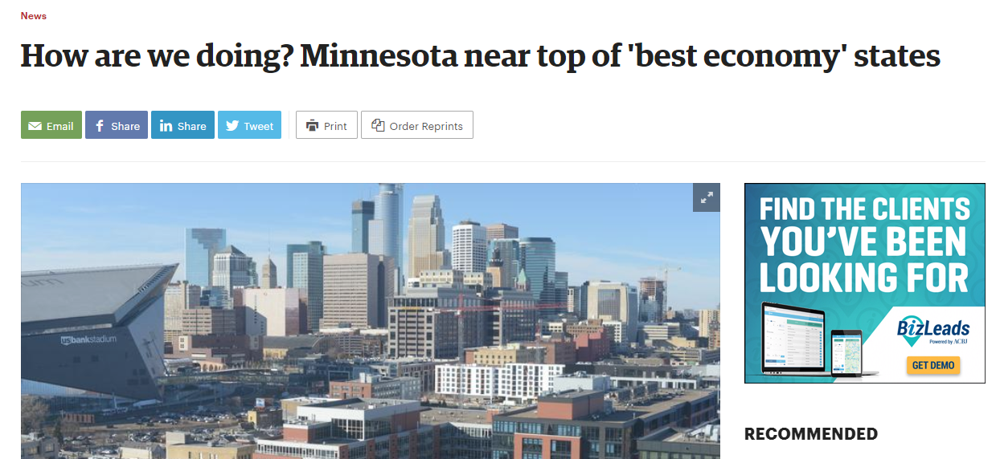 News
How are we doing? Minnesota near top of 'best economy' states
Email
Share
in Share
Tweet
Print
Order Reprints
usbankstadium
FIND THE CLIENTS
YOU'VE BEEN
LOOKING FOR
BizLeads
Powered by ACBJ
GET DEMO
RECOMMENDED